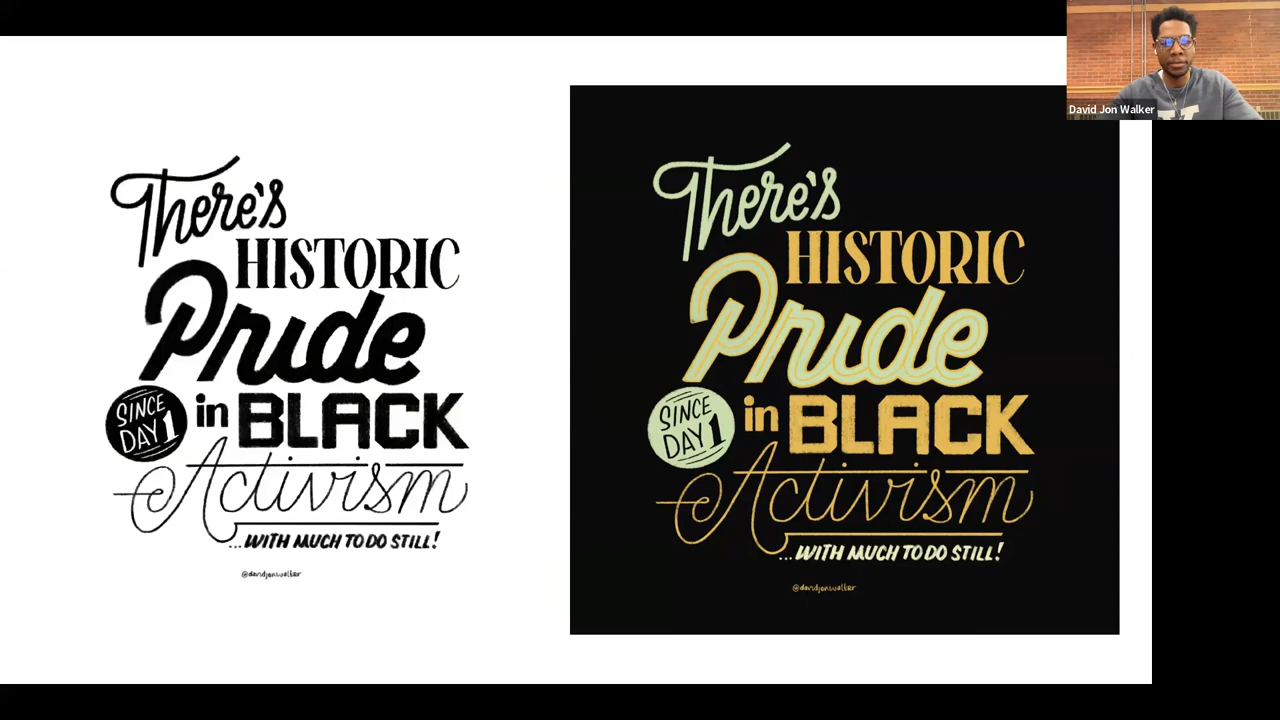 There's
HISTORIC
Pride
SINCE
DAY 1
in BLACK
Activism
...WITH MUCH TO DO STILL!
@davidjonwalker
There's
HISTORIC
Pride
SINCE
DAY 1
in BLACK
Activism
...WITH MUCH TO DO STILL!
@davidjonwalker
David Jon Walker